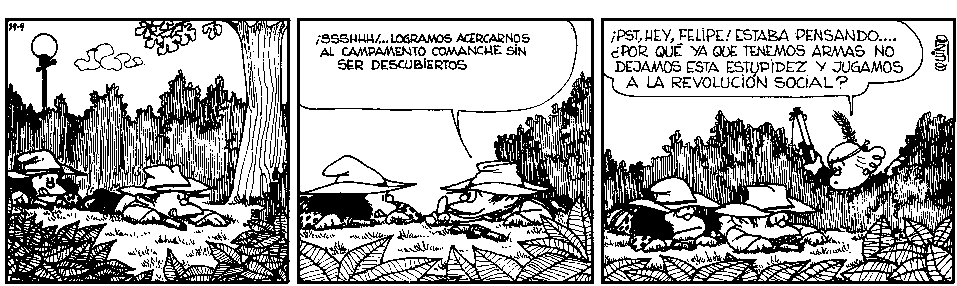 ¡SSSHHH!... LOGRAMOS ACERCARNOS
AL CAMPAMENTO COMANCHE SIN
SER DESCUBIERTOS
¡PST, HEY, FELIPE! ESTABA PENSANDO....
¿POR QUÉ YA QUE TENEMOS ARMAS NO
DEJAMOS ESTA ESTUPIDEZ Y JUGAMOS
A LA REVOLUCIÓN SOCIAL?
QUINO